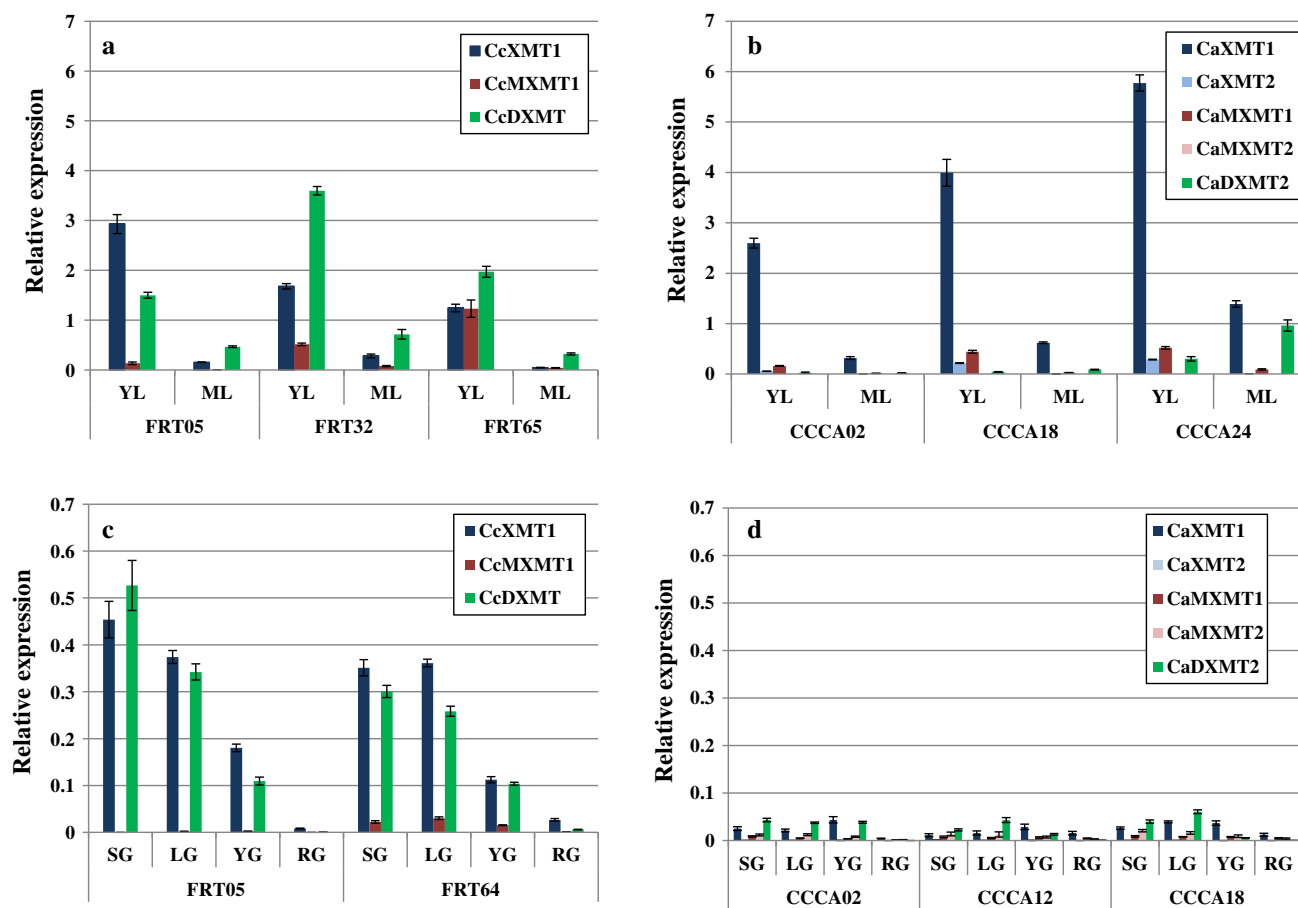 a
Relative expression
7
6
5
4
3
2
1
0
CcXMT1
CcMXMT1
CcDXMT
YL ML YL ML YL ML
FRT05 FRT32 FRT65
b
Relative expression
7
6
5
4
3
2
1
0
CaXMT1
CaXMT2
CaMXMT1
CaMXMT2
CaDXMT2
YL ML YL ML YL ML
CCCA02 CCCA18 CCCA24
c
Relative expression
0.7
0.6
0.5
0.4
0.3
0.2
0.1
0
CcXMT1
CcMXMT1
CcDXMT
SG LG YG RG SG LG YG RG
FRT05 FRT64
d
Relative expression
0.7
0.6
0.5
0.4
0.3
0.2
0.1
0
CaXMT1
CaXMT2
CaMXMT1
CaMXMT2
CaDXMT2
SG LG YG RG SG LG YG RG SG LG YG RG
CCCA02 CCCA12 CCCA18